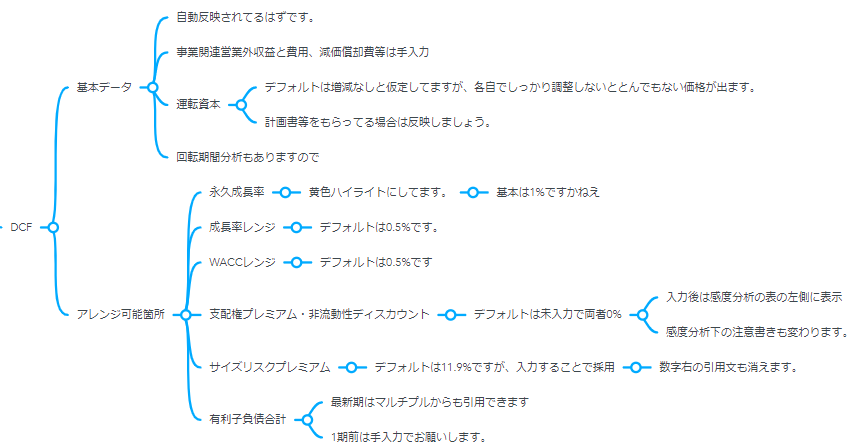 DCF
基本データ
自動反映されてるはずです。
事業関連営業外収益と費用、減価償却費等は手入力
運転資本
デフォルトは増減なしと仮定してますが、各自でしっかり調整しないととんでもない価格が出ます。
計画書等をもらってる場合は反映しましょう。
回転期間分析もありますので
アレンジ可能箇所
永久成長率
黄色ハイライトにしてます。
基本は1%ですかねえ
成長率レンジ
デフォルトは0.5%です。
WACCレンジ
デフォルトは0.5%です
支配権プレミアム・非流動性ディスカウント
デフォルトは未入力で両者0%
入力後は感度分析の表の左側に表示
感度分析下の注意書きも変わります。
サイズリスクプレミアム
デフォルトは11.9%ですが、入力することで採用
数字右の引用文も消えます。
有利子負債合計
最新期はマルチプルからも引用できます
1期前は手入力でお願いします。